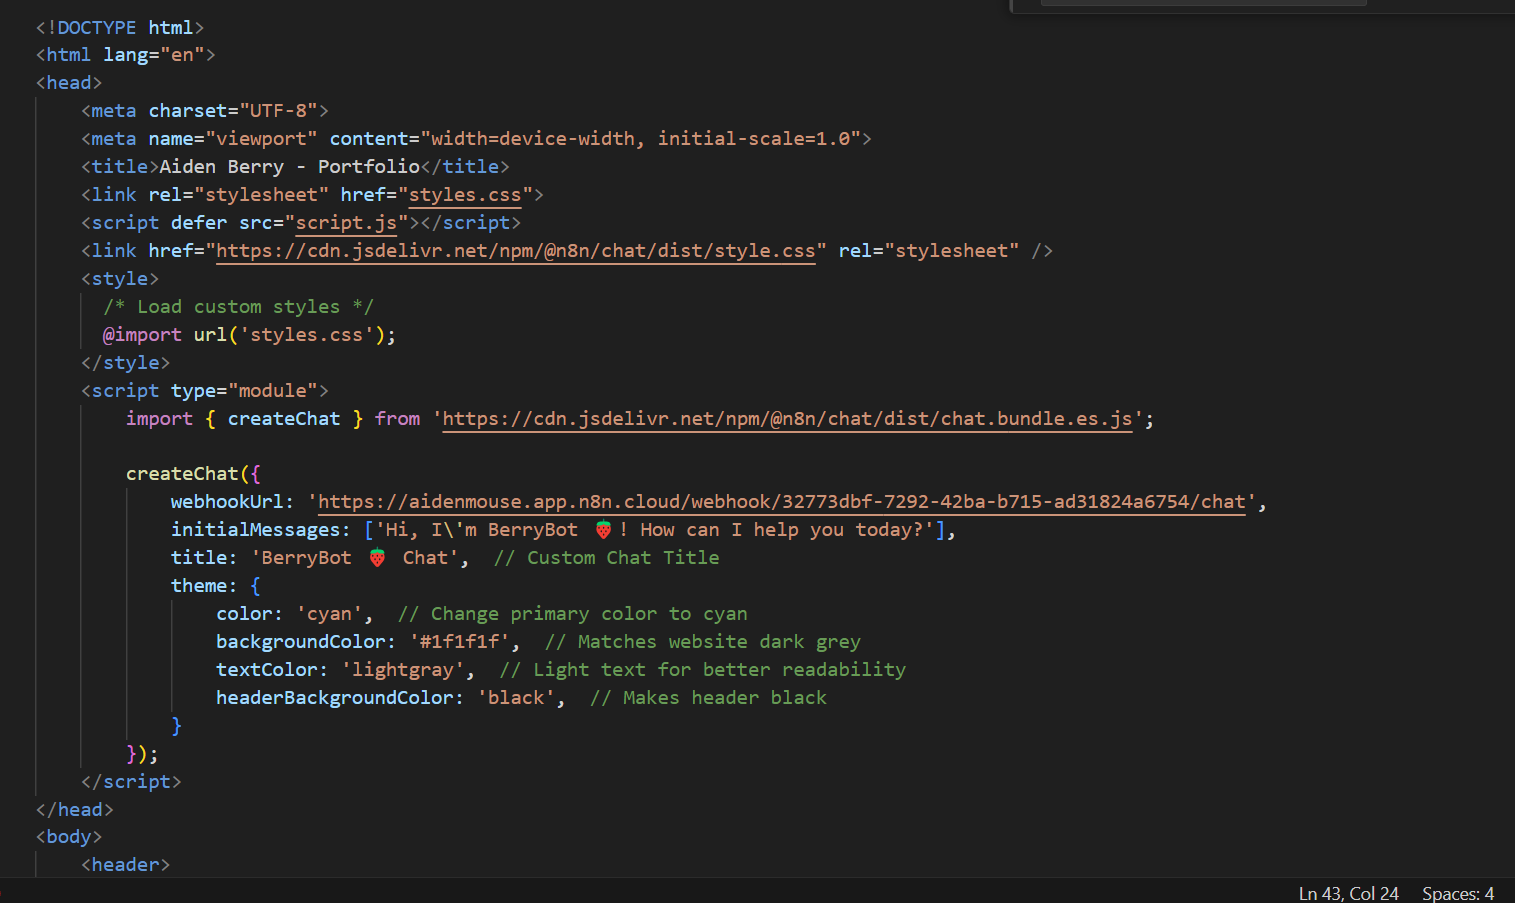 <!DOCTYPE html>
<html lang="en">
<head>
<meta charset="UTF-8">
<meta name="viewport" content="width=device-width, initial-scale=1.0">
<title>Aiden Berry - Portfolio</title>
<link rel="stylesheet" href="styles.css">
<script defer src="script.js"></script>
<link href="https://cdn.jsdelivr.net/npm/@n8n/chat/dist/style.css" rel="stylesheet" />
<style>
/* Load custom styles */
@import url('styles.css');
</style>
<script type="module">
import { createChat } from 'https://cdn.jsdelivr.net/npm/@n8n/chat/dist/chat.bundle.es.js';
createChat({
webhookUrl: 'https://aidenmouse.app.n8n.cloud/webhook/32773dbf-7292-42ba-b715-ad31824a6754/chat',
initialMessages: ['Hi, I\'m BerryBot 🍓! How can I help you today?'],
title: 'BerryBot 🍓 Chat',  // Custom Chat Title
theme: {
color: 'cyan',  // Change primary color to cyan
backgroundColor: '#1f1f1f',  // Matches website dark grey
textColor: 'lightgray',  // Light text for better readability
headerBackgroundColor: 'black',  // Makes header black
}
});
</script>
</head>
<body>
<header>
Ln 43, Col 24 Spaces: 4